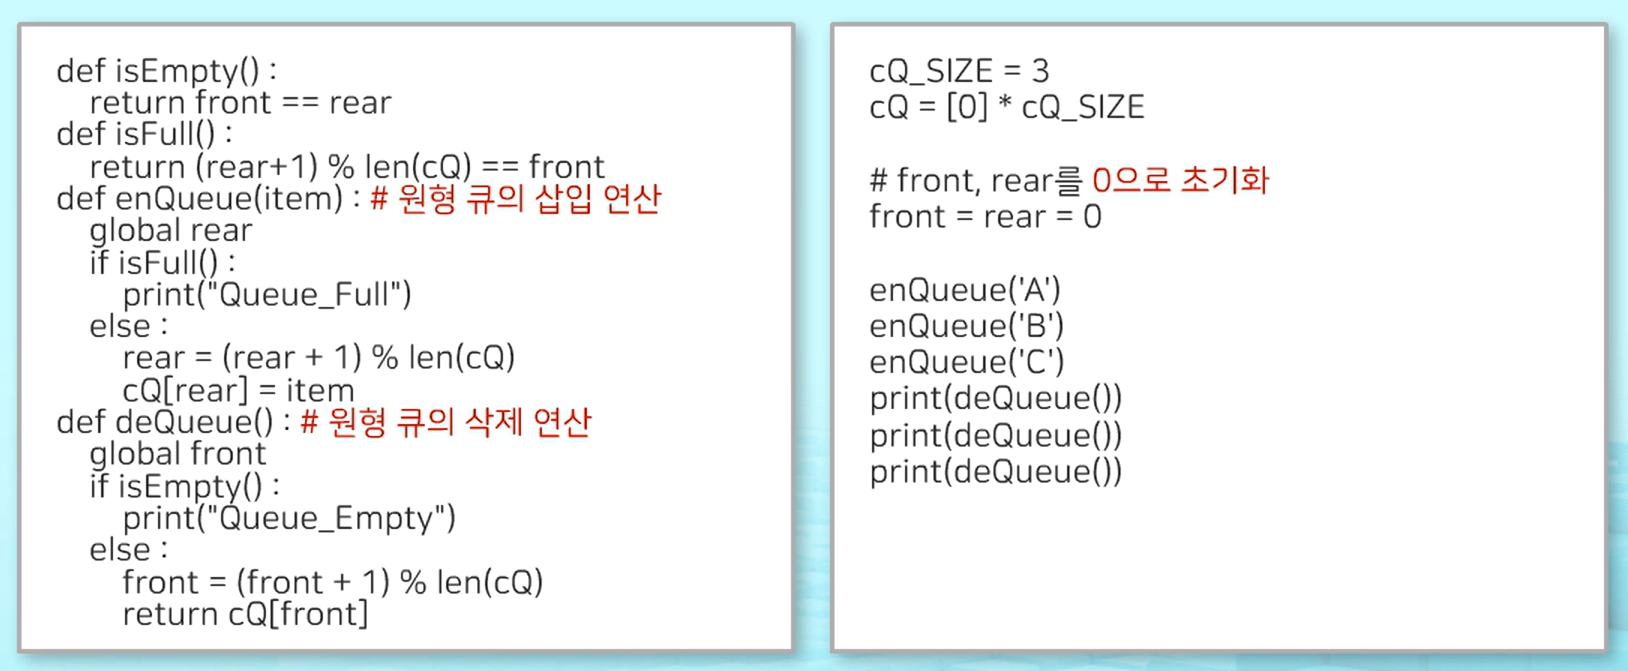 def isEmpty() :
    return front == rear
def isFull() :
    return (rear+1) % len(cQ) == front
def enQueue(item) : # 원형 큐의 삽입 연산
    global rear
    if isFull() :
        print("Queue_Full")
    else :
        rear = (rear + 1) % len(cQ)
        cQ[rear] = item
def deQueue() : # 원형 큐의 삭제 연산
    global front
    if isEmpty() :
        print("Queue_Empty")
    else :
        front = (front + 1) % len(cQ)
        return cQ[front]
cQ_SIZE = 3
cQ = [0] * cQ_SIZE
# front, rear를 0으로 초기화
front = rear = 0
enQueue('A')
enQueue('B')
enQueue('C')
print(deQueue())
print(deQueue())
print(deQueue())